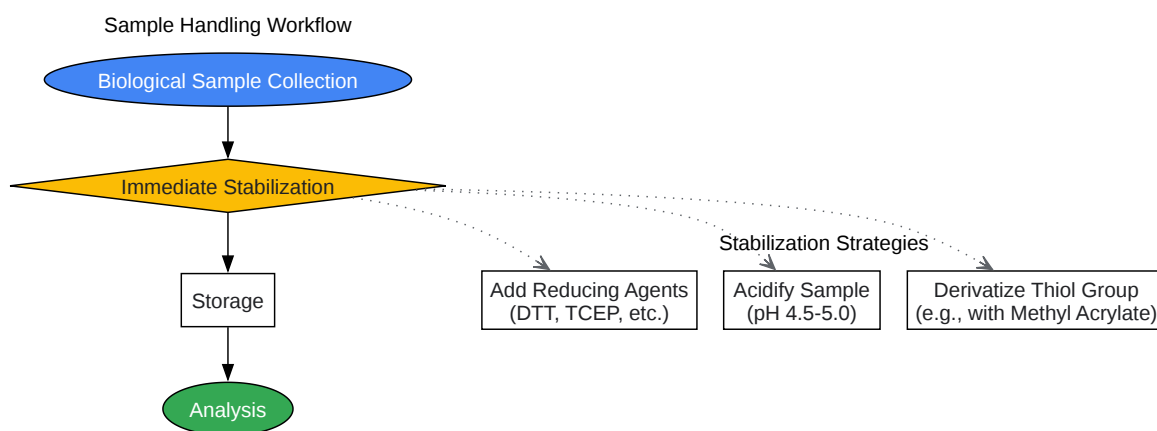 Sample Handling Workflow
Biological Sample Collection
Immediate Stabilization
Stabilization Strategies
Storage
Add Reducing Agents
(DTT, TCEP, etc.)
Acidify Sample
(pH 4.5-5.0)
Derivatize Thiol Group
(e.g., with Methyl Acrylate)
Analysis